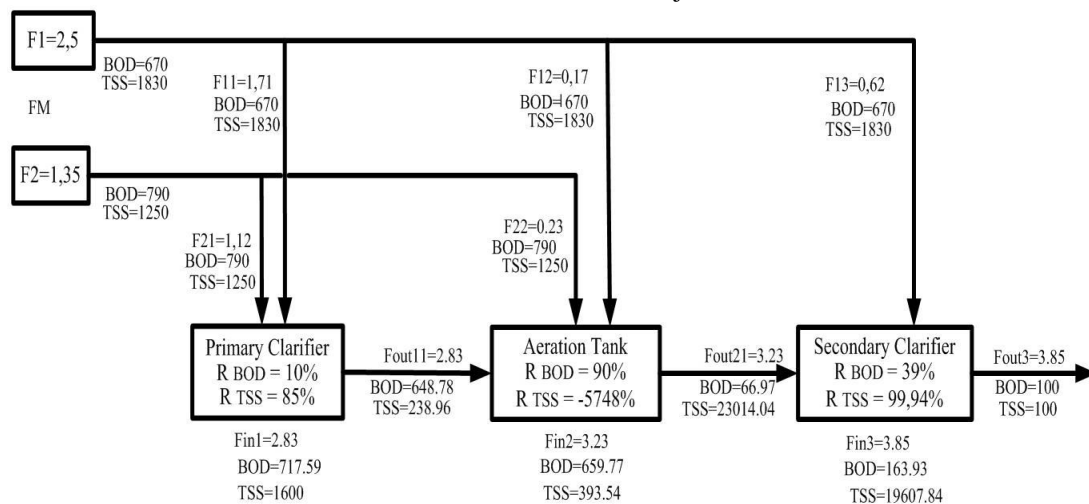 F1=2,5
BOD=670
TSS=1830
FM
F2=1,35
BOD=790
TSS=1250
F11=1,71
BOD=670
TSS=1830
F12=0,17
BOD=670
TSS=1830
F13=0,62
BOD=670
TSS=1830
F21=1,12
BOD=790
TSS=1250
F22=0.23
BOD=790
TSS=1250
Primary Clarifier
R BOD = 10%
R TSS = 85%
Fout11=2.83
BOD=648.78
TSS=238.96
Aeration Tank
R BOD = 90%
R TSS = -5748%
Fout21=3.23
BOD=66.97
TSS=23014.04
Secondary Clarifier
R BOD = 39%
R TSS = 99,94%
Fout3=3.85
BOD=100
TSS=100
Fin1=2.83
BOD=717.59
TSS=1600
Fin2=3.23
BOD=659.77
TSS=393.54
Fin3=3.85
BOD=163.93
TSS=19607.84